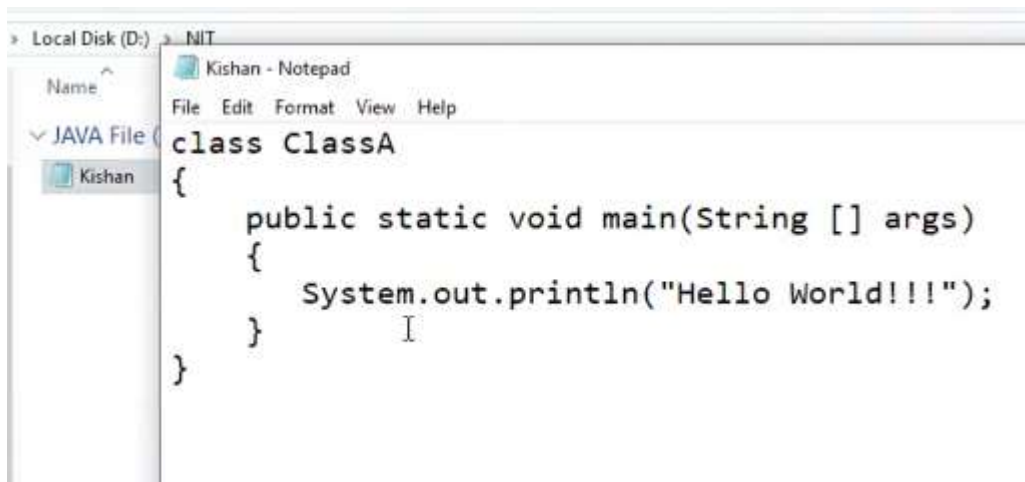 Local Disk (D:) > NIT
Name
JAVA File (
Kishan
Kishan - Notepad
File Edit Format View Help
class ClassA
{
public static void main(String [] args)
{
System.out.println("Hello World!!!");
}
}